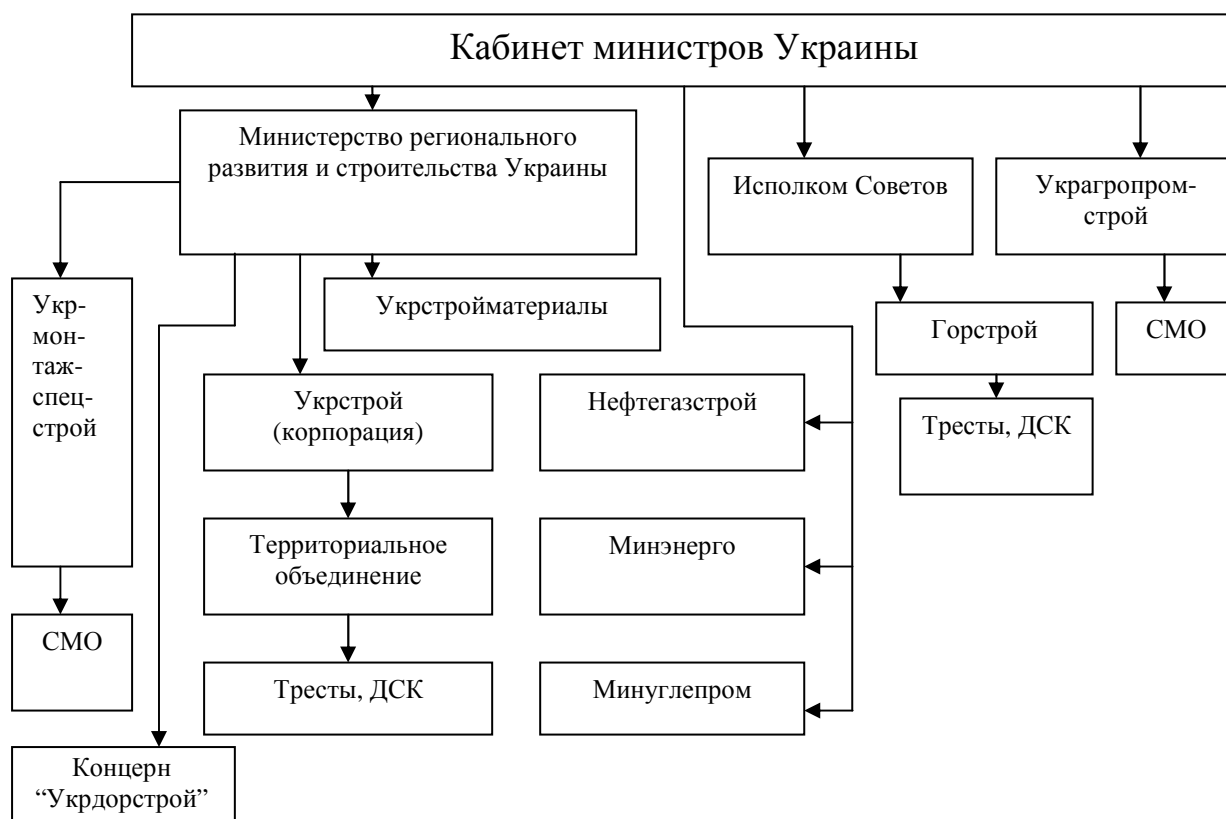 Кабинет министров Украины
Министерство регионального
развития и строительства Украины
Исполком Советов
Украгропром-
строй
Укр-
мон-
таж-
спец-
строй
Укрстройматериалы
Горстрой
СМО
Укрстрой
(корпорация)
Нефтегазстрой
Тресты, ДСК
Территориальное
объединение
Минэнерго
СМО
Тресты, ДСК
Минуглепром
Концерн
“Укрдорстрой”